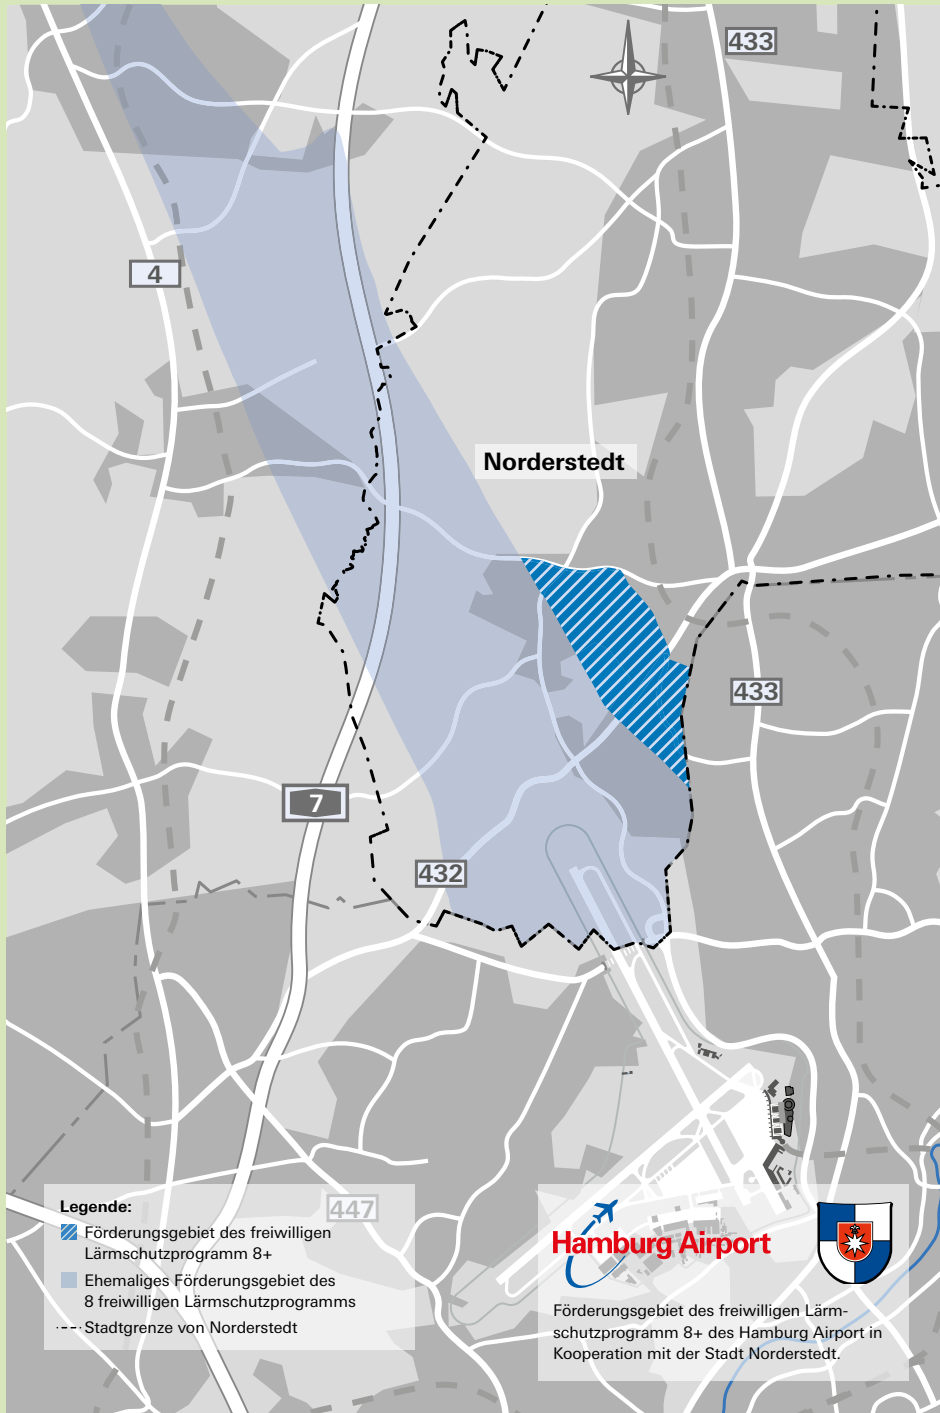 433
4
Norderstedt
433
7
432
447
Legende:
Förderungsgebiet des freiwilligen
Lärmschutzprogramm 8+
Ehemaliges Förderungsgebiet des
8 freiwilligen Lärmschutzprogramms
Stadtgrenze von Norderstedt
Hamburg Airport
Förderungsgebiet des freiwilligen Lärm-
schutzprogramm 8+ des Hamburg Airport in
Kooperation mit der Stadt Norderstedt.